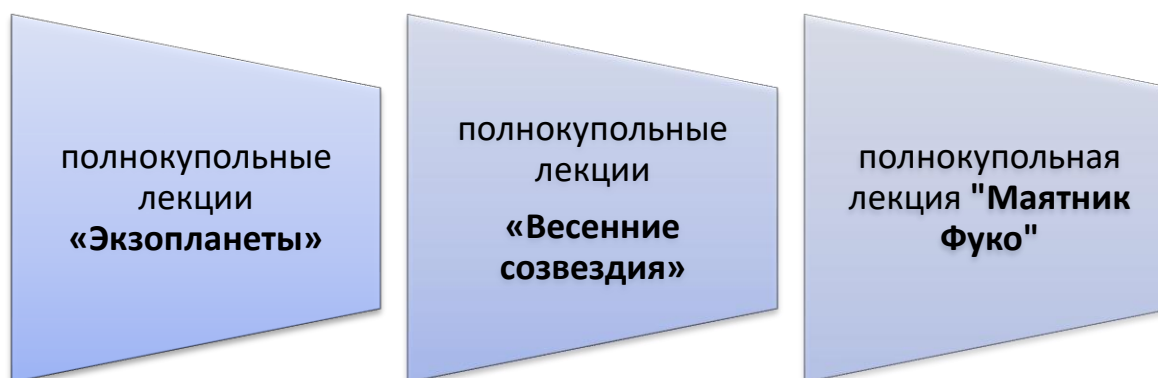 полнокупольные
лекции
«Экзопланеты»
полнокупольные
лекции
«Весенние
созвездия»
полнокупольная
лекция "Маятник
Фуко"